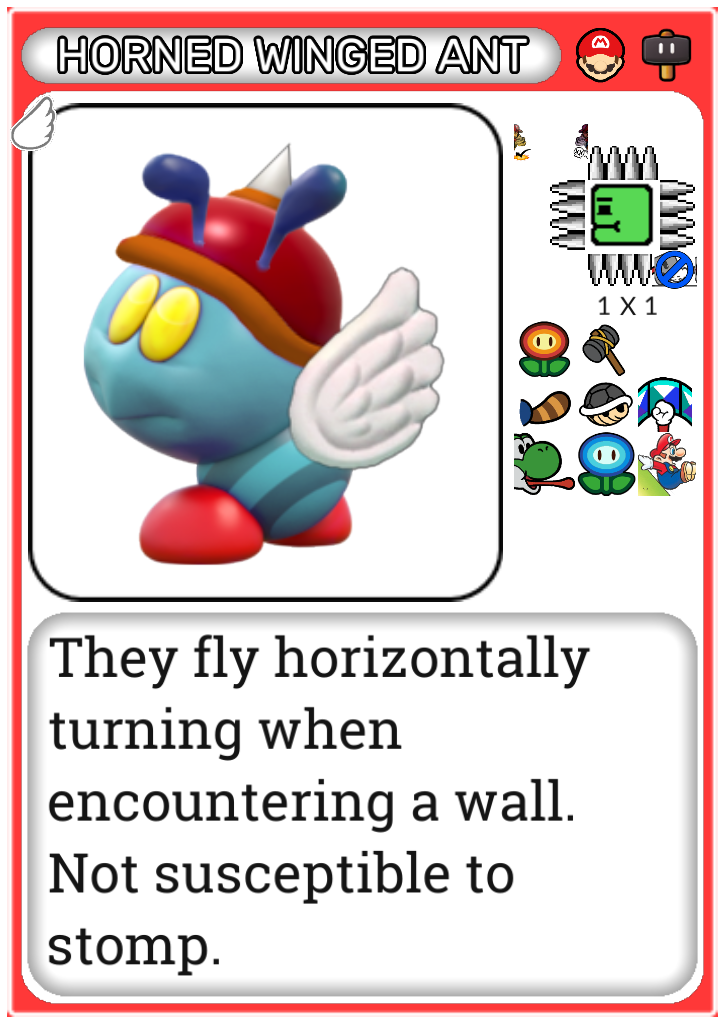 HORNED WINGED ANT
1 X 1
They fly horizontally
turning when
encountering a wall.
Not susceptible to
stomp.